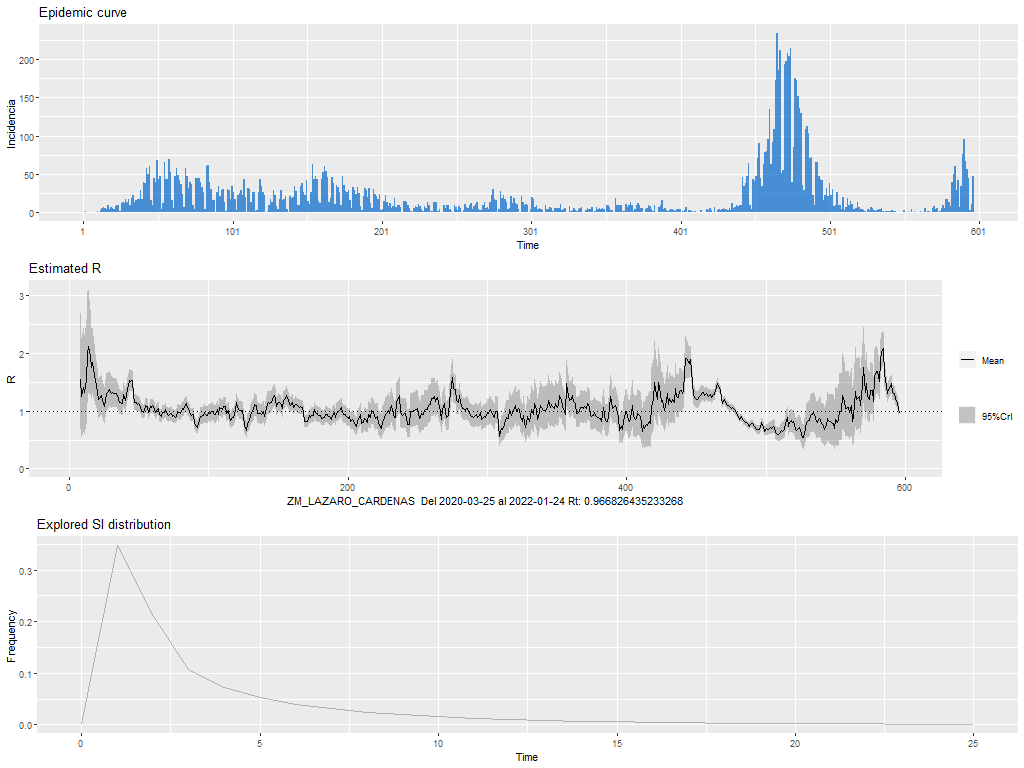 Epidemic curve
Incidencia
200
150
100
50
0
1 101 201 301 401 501 601
Time
Estimated R
R
3
2
1
0
0 200 400 600
ZM_LAZARO_CARDENAS Del 2020-03-25 al 2022-01-24 Rt: 0.966826435233268
Mean
95%CrI
Explored SI distribution
Frequency
0.3
0.2
0.1
0.0
0 5 10 15 20 25
Time